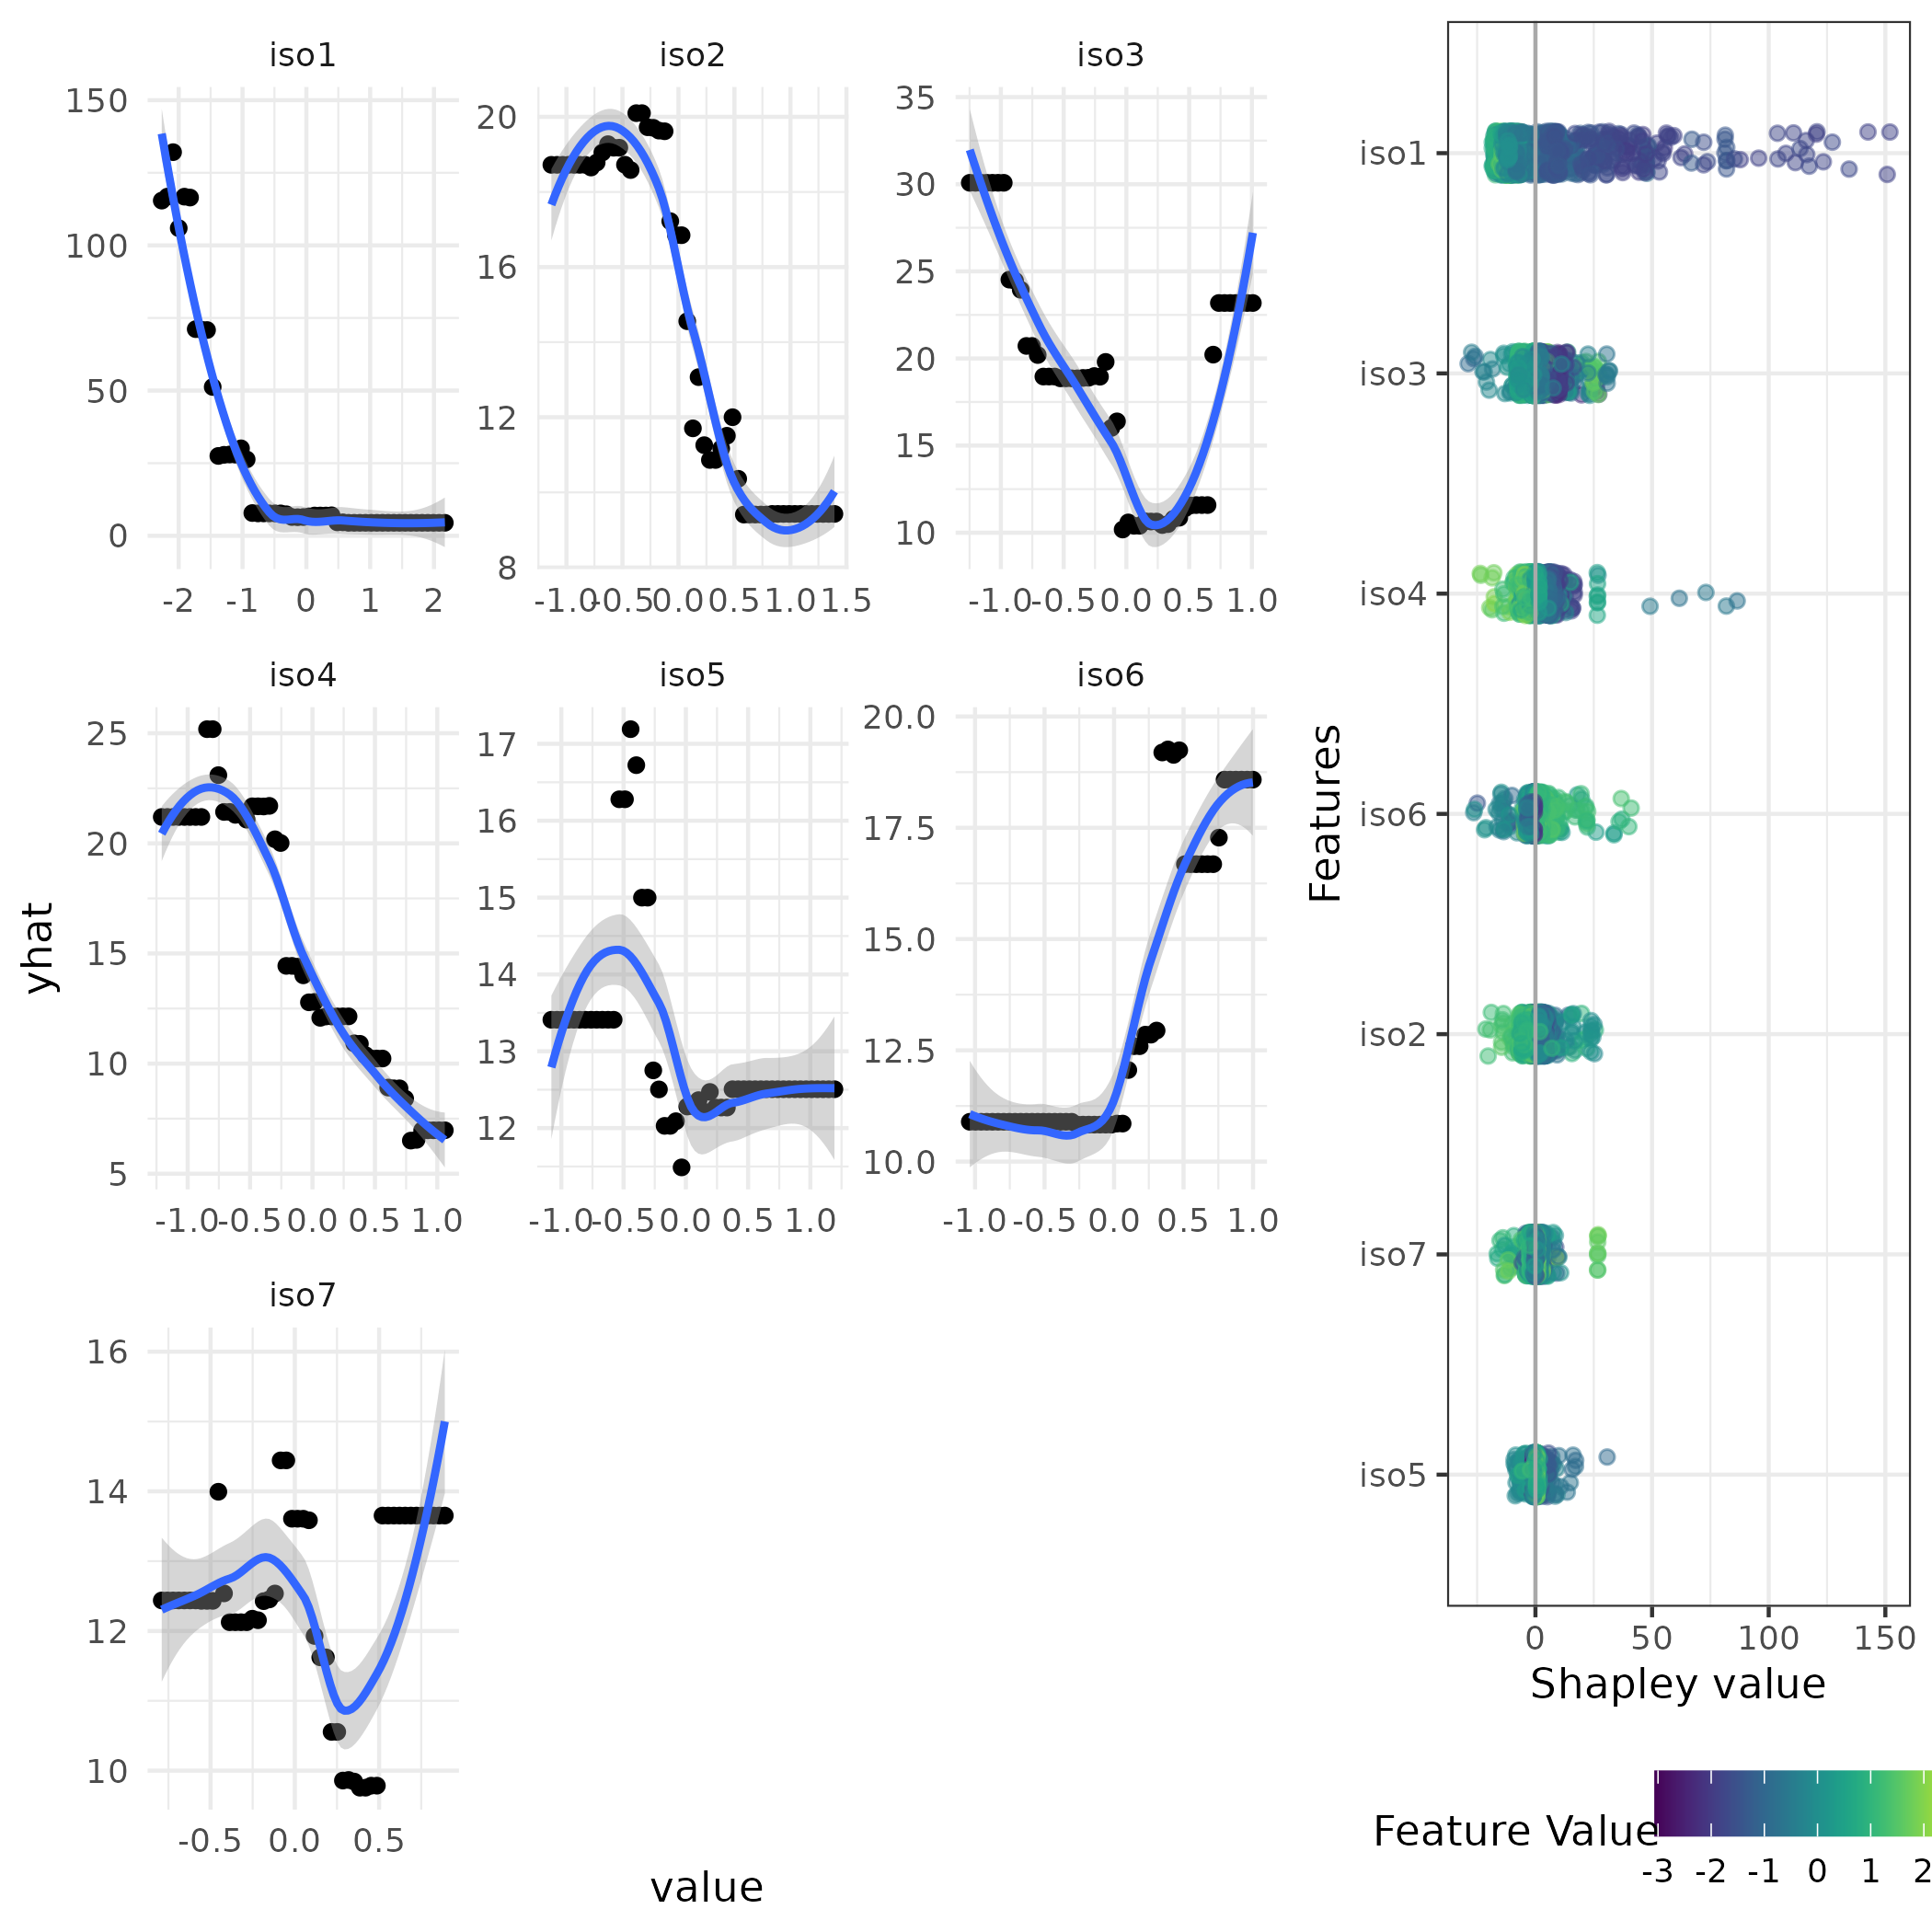 iso1
iso2
iso3
150
100
50
0
-2 -1 0 1 2
20
16
12
8
-1.0 -0.5 0.0 0.5 1.0 1.5
35
30
25
20
15
10
-1.0 -0.5 0.0 0.5 1.0
iso4
iso5
iso6
25
20
15
10
5
-1.0 -0.5 0.0 0.5 1.0
17
16
15
14
13
12
-1.0 -0.5 0.0 0.5 1.0
20.0
17.5
15.0
12.5
10.0
-1.0 -0.5 0.0 0.5 1.0
iso7
16
14
12
10
-0.5 0.0 0.5
yhat
value
Features
iso1
iso3
iso4
iso6
iso2
iso7
iso5
0 50 100 150
Shapley value
Feature Value
-3 -2 -1 0 1 2